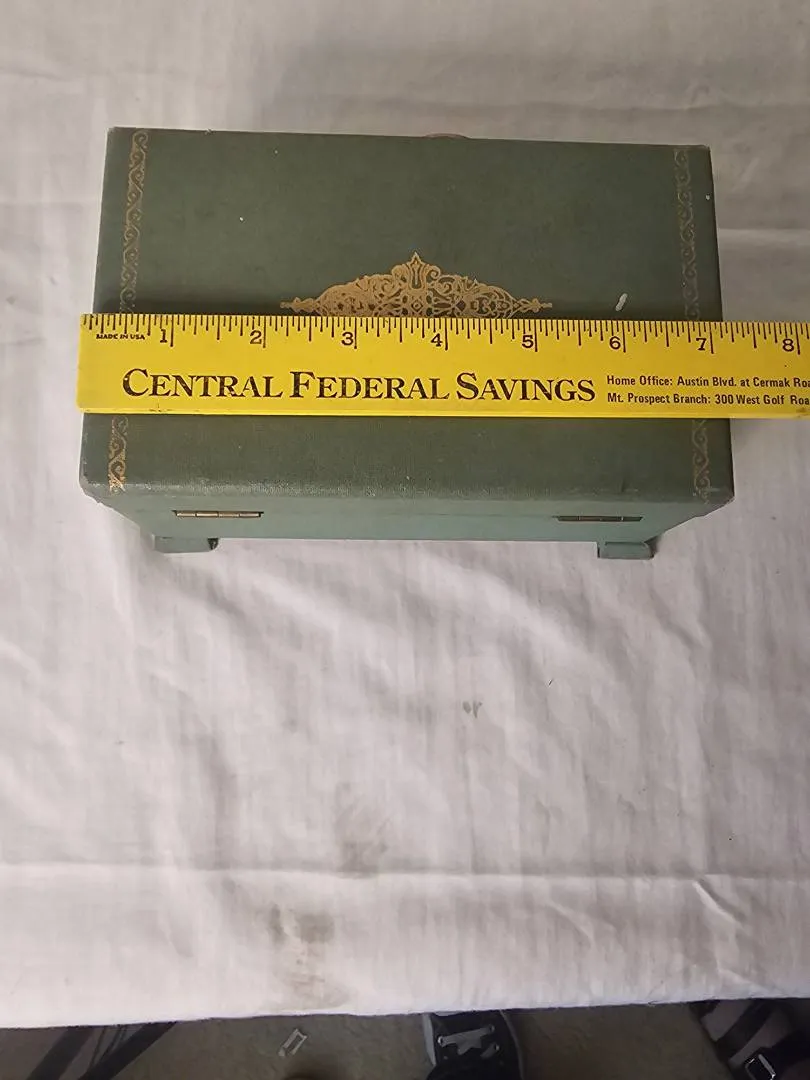 MADE IN USA 1 2 3 4 5 6 7 8
CENTRAL FEDERAL SAVINGS
Home Office: Austin Blvd. at Cermak Roa
Mt. Prospect Branch: 300 West Golf Roa